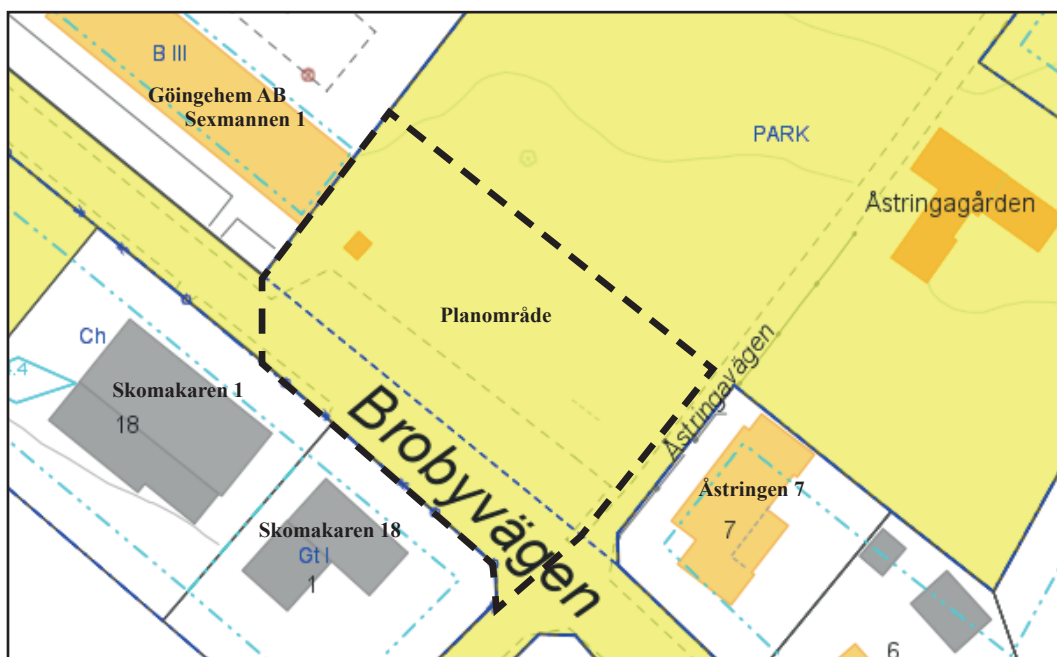 B III
Göingehem AB
Sexmannen 1
PARK
Åstringagården
Planområde
Ch
.4
Skomakaren 1
18
Brobyvägen
Åstringavägen
Åstringen 7
7
Skomakaren 18
Gt I
1
6